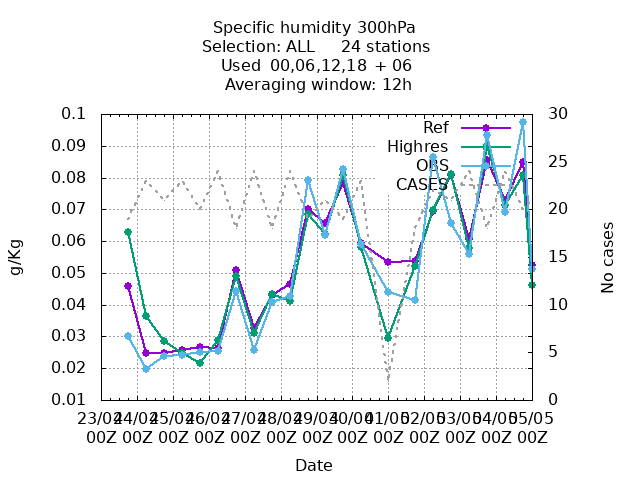 Specific humidity 300hPa
Selection: ALL 24 stations
Used 00,06,12,18 + 06
Averaging window: 12h
0.1
0.09
0.08
0.07
0.06
0.05
0.04
0.03
0.02
0.01
30
25
20
15
10
5
0
g/Kg
No cases
Ref
Highres
OBS
CASES
23/04 24/04 25/04 26/04 27/04 28/04 29/04 30/04 01/05 02/05 03/05 04/05 05/05
00Z 00Z 00Z 00Z 00Z 00Z 00Z 00Z 00Z 00Z 00Z 00Z 00Z
Date